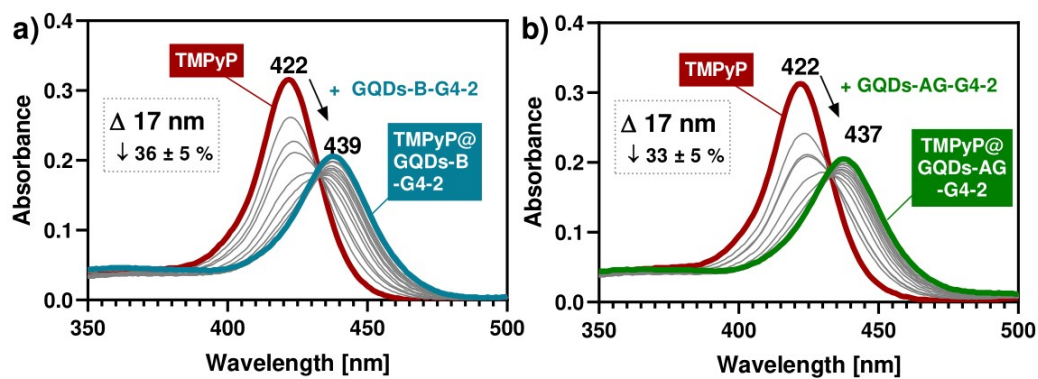 a)
Absorbance
0.4
0.3
0.2
0.1
0.0
TMPyP
422
+ GQDs-B-G4-2
Δ 17 nm
↓ 36 ± 5 %
439
TMPyP@
GQDs-B
-G4-2
350
400
450
500
Wavelength [nm]
b)
Absorbance
0.4
0.3
0.2
0.1
0.0
TMPyP
422
+ GQDs-AG-G4-2
Δ 17 nm
↓ 33 ± 5 %
437
TMPyP@
GQDs-AG
-G4-2
350
400
450
500
Wavelength [nm]